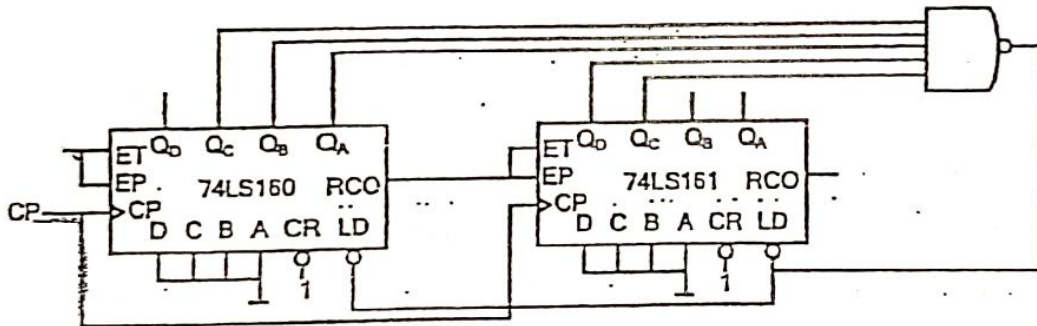 Q_D Q_C Q_B Q_A
ET
EP
74LS160 RCO
CP
CP
D C B A CR LD
1
Q_D Q_C Q_B Q_A
ET
EP
74LS161 RCO
CP
D C B A CR LD
1